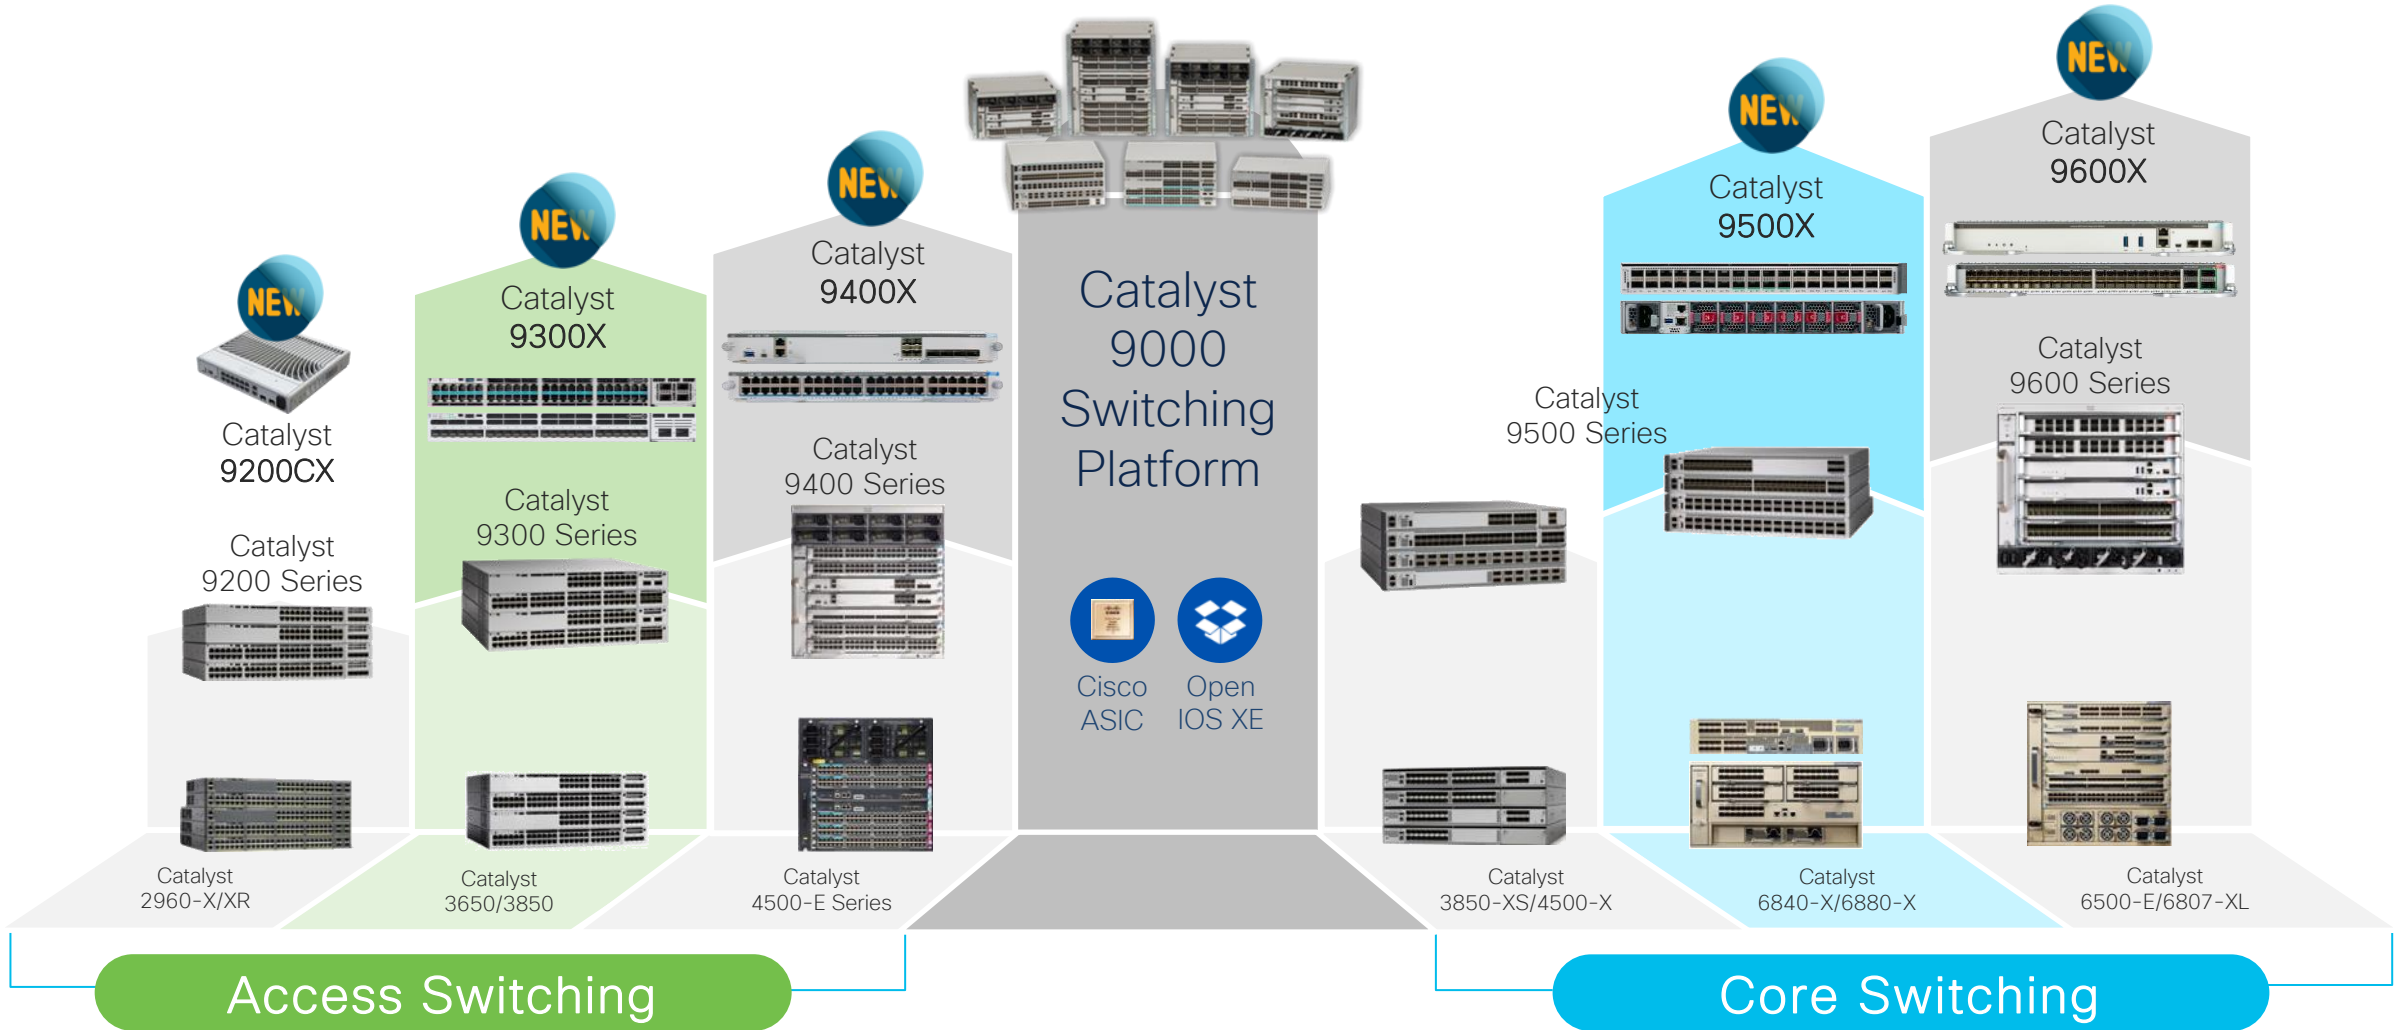 NEW
Catalyst
9200CX
Catalyst
9200 Series
Catalyst
2960-X/XR
NEW
Catalyst
9300X
Catalyst
9300 Series
Catalyst
3650/3850
NEW
Catalyst
9400X
Catalyst
9400 Series
Catalyst
4500-E Series
Access Switching
Catalyst
9000
Switching
Platform
Cisco
ASIC
Open
IOS XE
Catalyst
3850-XS/4500-X
NEW
Catalyst
9500X
Catalyst
9500 Series
Catalyst
6840-X/6880-X
NEW
Catalyst
9600X
Catalyst
9600 Series
Catalyst
6500-E/6807-XL
Core Switching